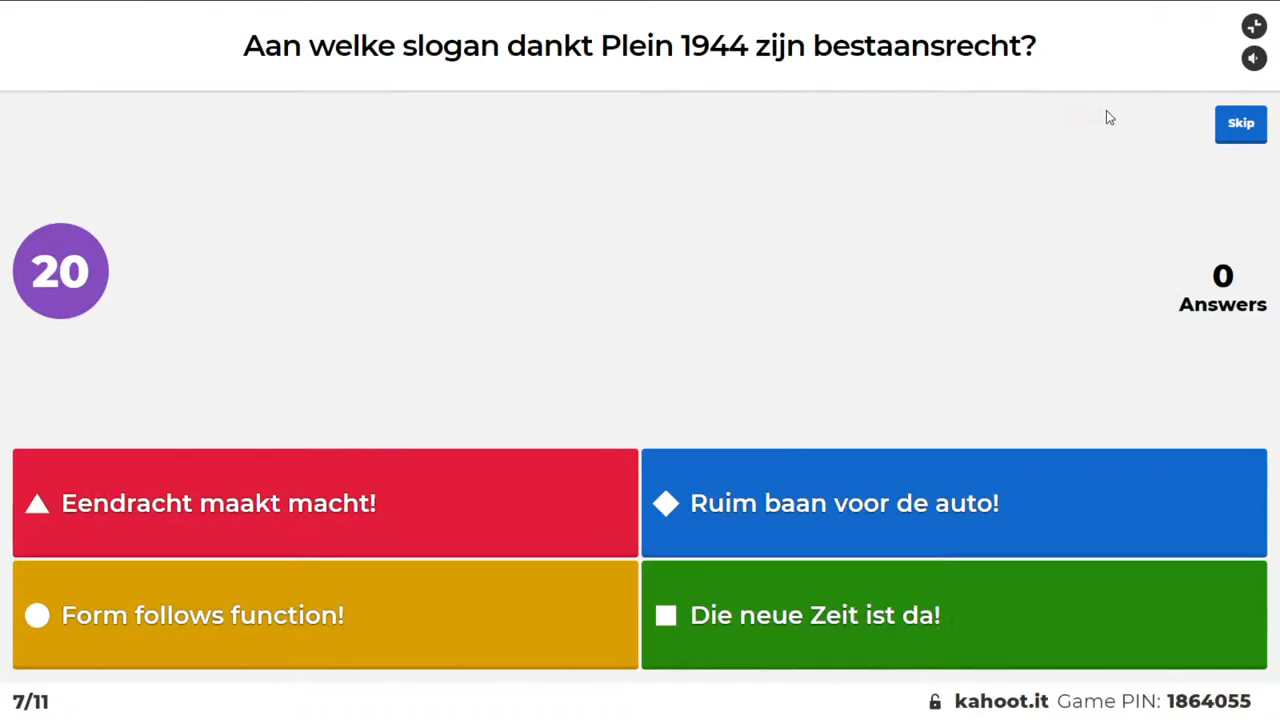 Aan welke slogan dankt Plein 1944 zijn bestaansrecht?
Skip
20
0
Answers
Eendracht maakt macht!
Ruim baan voor de auto!
Form follows function!
Die neue Zeit ist da!
7/11
kahoot.it Game PIN: 1864055